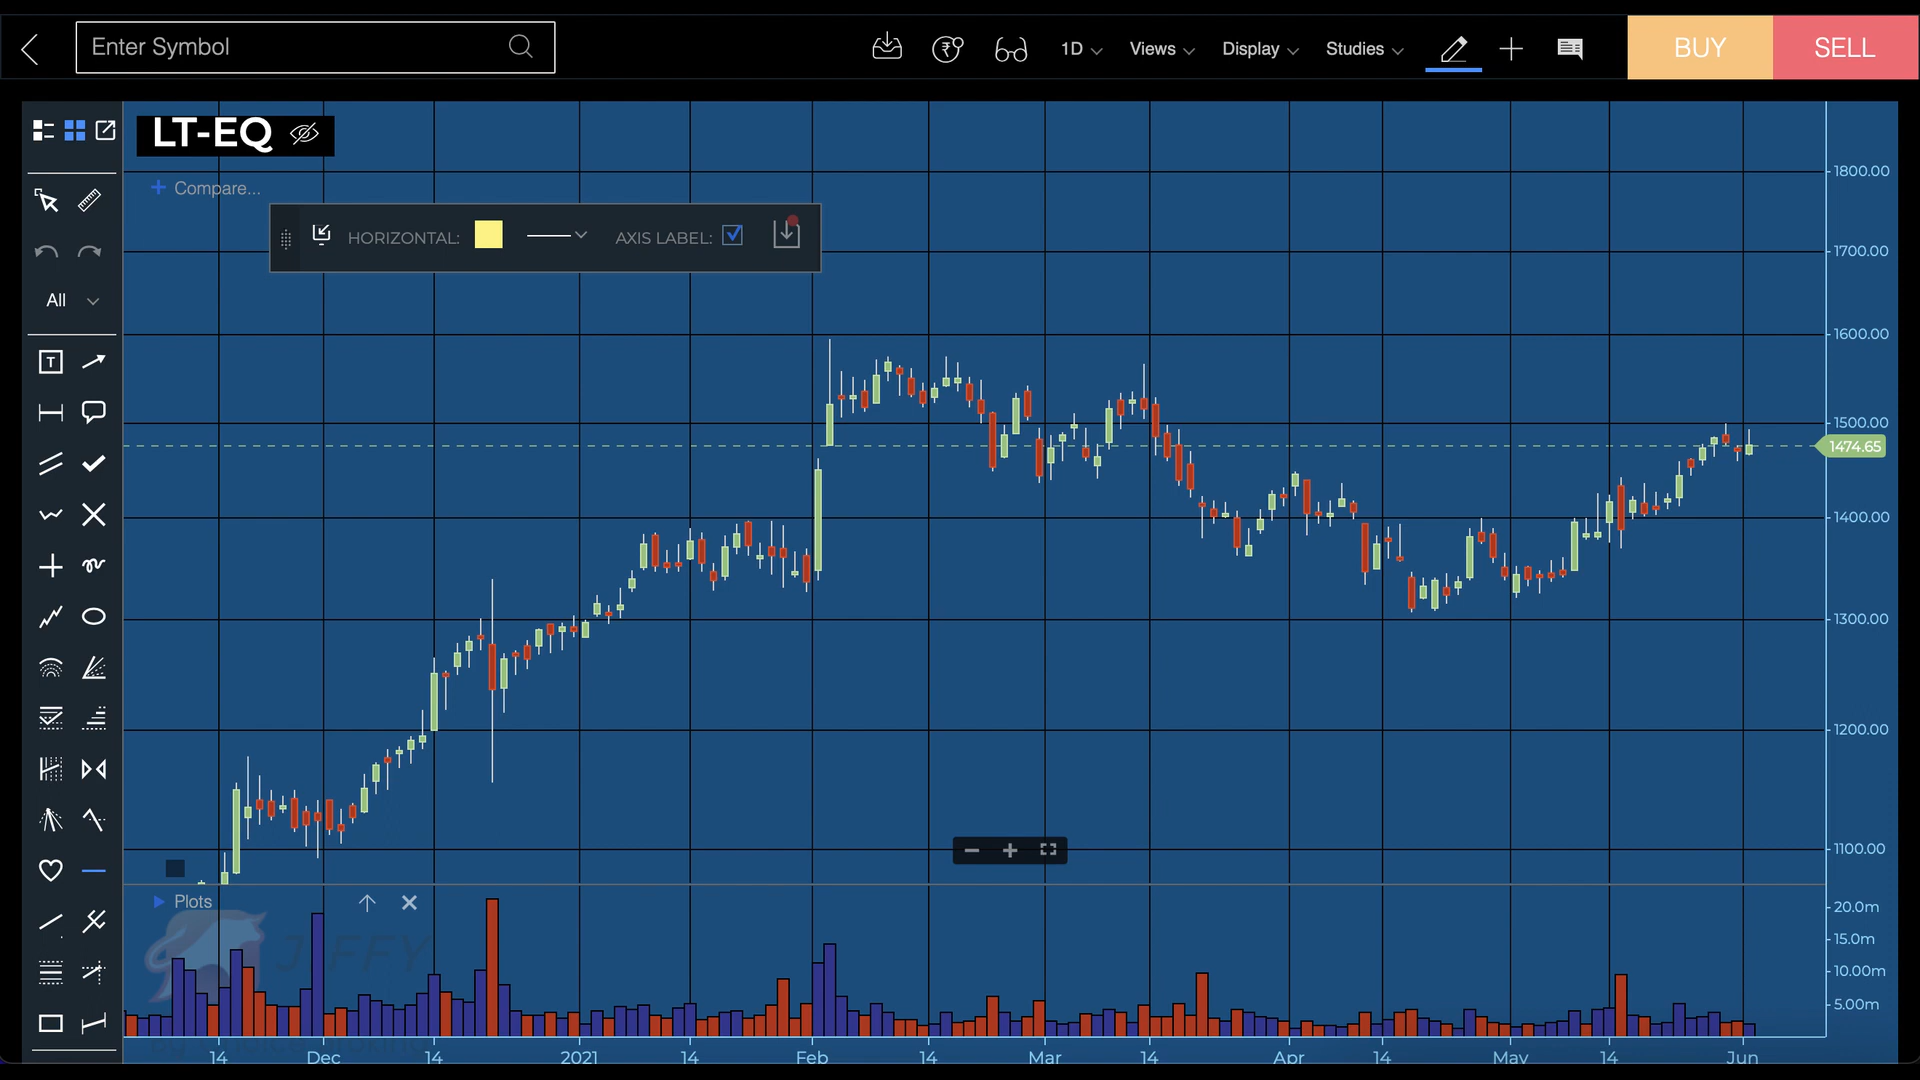 Enter Symbol
1D
Views
Display
Studies
BUY
SELL
LT-EQ
Compare...
HORIZONTAL:
AXIS LABEL:
All
T
1800.00
1700.00
1600.00
1500.00
1474.65
1400.00
1300.00
1200.00
1100.00
Plots
JIFFY
20.0m
15.0m
10.00m
5.00m
14 Dec 14 2021 14 Feb 14 Mar 14 Apr 14 May 14 Jun